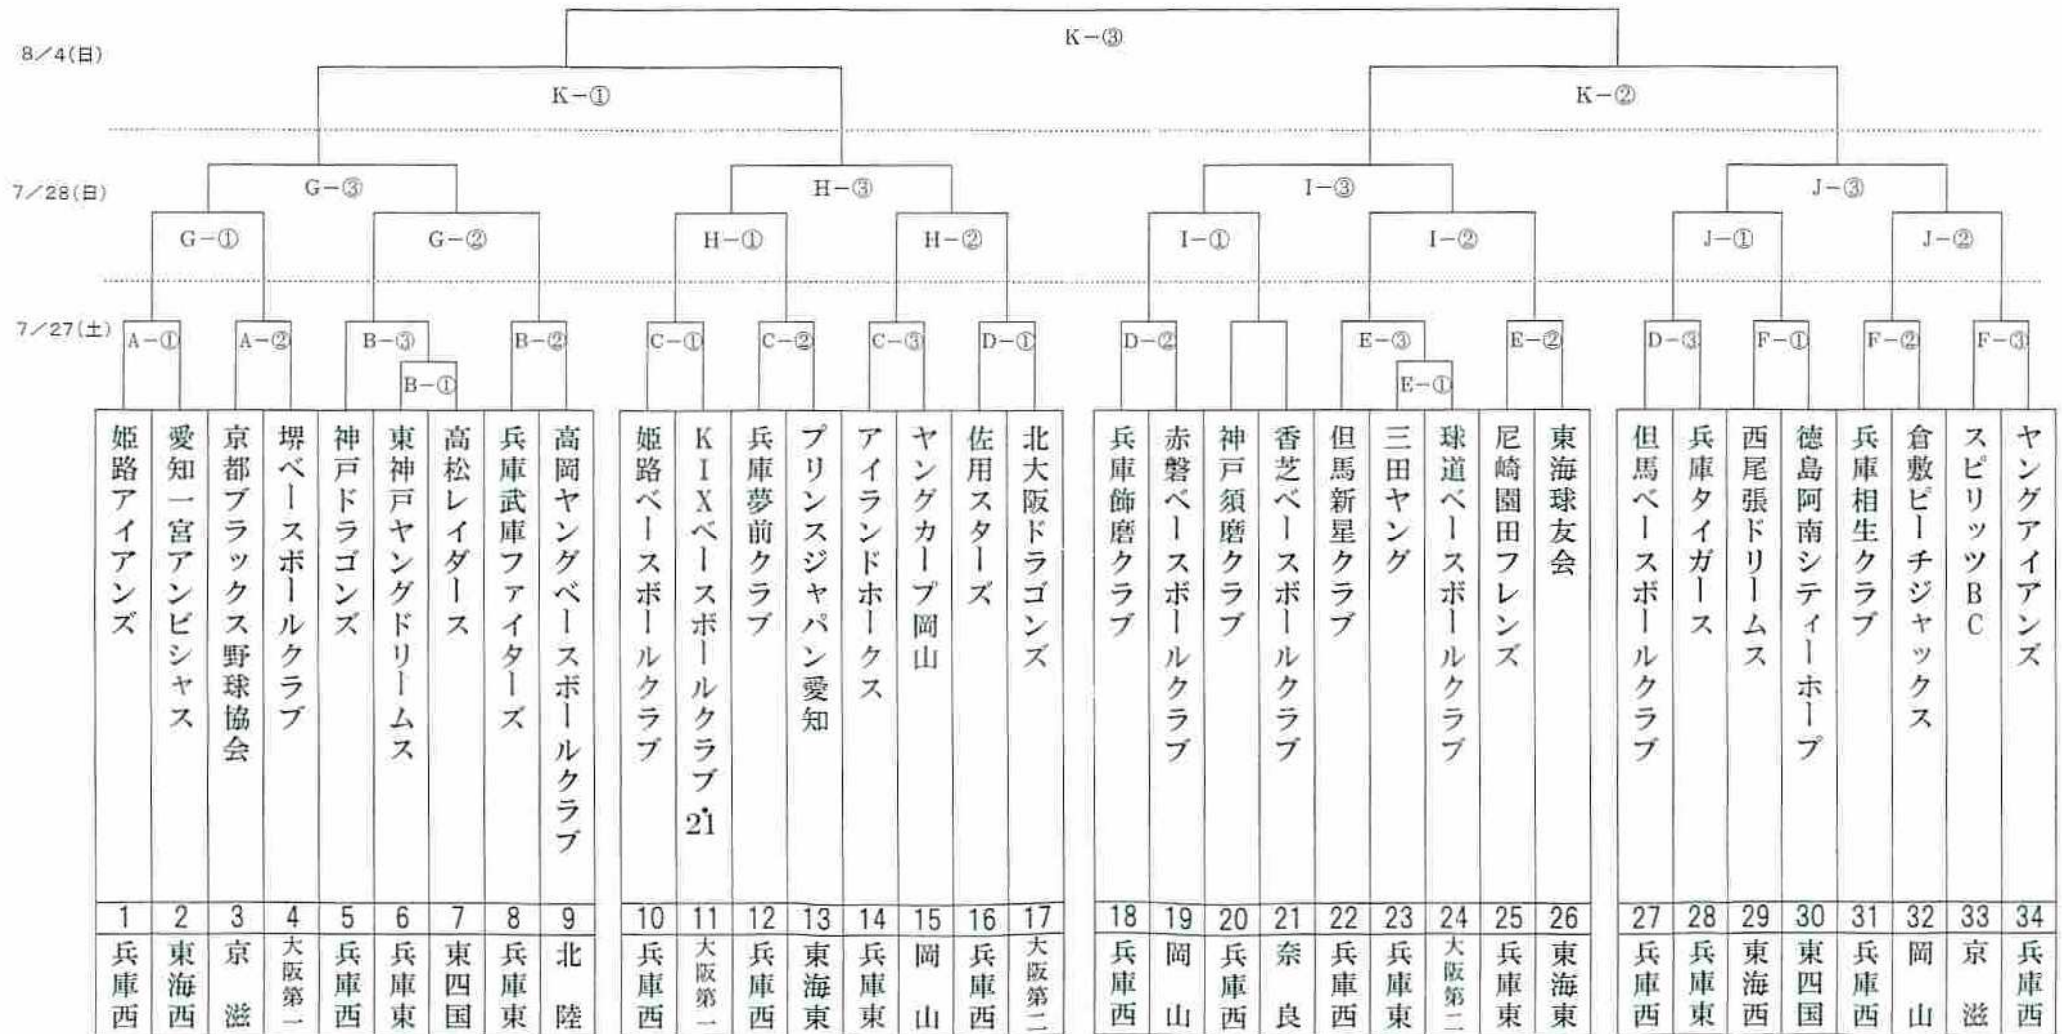 K-③
8/4(日)
K-①
K-②
7/28(日)
G-③
H-③
I-③
J-③
G-①
G-②
H-①
H-②
I-①
I-②
J-①
J-②
7/27(土)
A-①
A-②
B-③
B-②
C-①
C-②
C-③
D-①
D-②
E-③
E-②
D-③
F-①
F-②
F-③
B-①
E-①
姫路アイアンズ
愛知一宮アンビシャス
京都ブラックス野球協会
堺ベースボールクラブ
神戸ドラゴンズ
東神戸ヤングドリームス
高松レイダース
兵庫武庫ファイターズ
高岡ヤングベースボールクラブ
姫路ベースボールクラブ
KIXベースボールクラブ'21
兵庫夢前クラブ
プリンスジャパン愛知
アイランドホークス
ヤングカープ岡山
佐用スターズ
北大阪ドラゴンズ
兵庫飾磨クラブ
赤磐ベースボールクラブ
神戸須磨クラブ
香芝ベースボールクラブ
但馬新星クラブ
三田ヤング
球道ベースボールクラブ
尼崎園田フレンズ
東海球友会
但馬ベースボールクラブ
兵庫タイガース
西尾張ドリームス
徳島阿南シティーホープ
兵庫相生クラブ
倉敷ピーチジャックス
スピリッツBC
ヤングアイアンズ
1 2 3 4 5 6 7 8 9 10 11 12 13 14 15 16 17 18 19 20 21 22 23 24 25 26 27 28 29 30 31 32 33 34
兵庫西
東海西
京滋
大阪第一
兵庫西
兵庫東
東四国
兵庫東
北陸
兵庫西
大阪第一
兵庫西
東海東
兵庫東
岡山
兵庫西
大阪第二
兵庫西
岡山
兵庫西
奈良
兵庫西
兵庫東
大阪第二
兵庫東
東海東
兵庫西
兵庫東
東海西
東四国
兵庫西
岡山
京滋
兵庫西